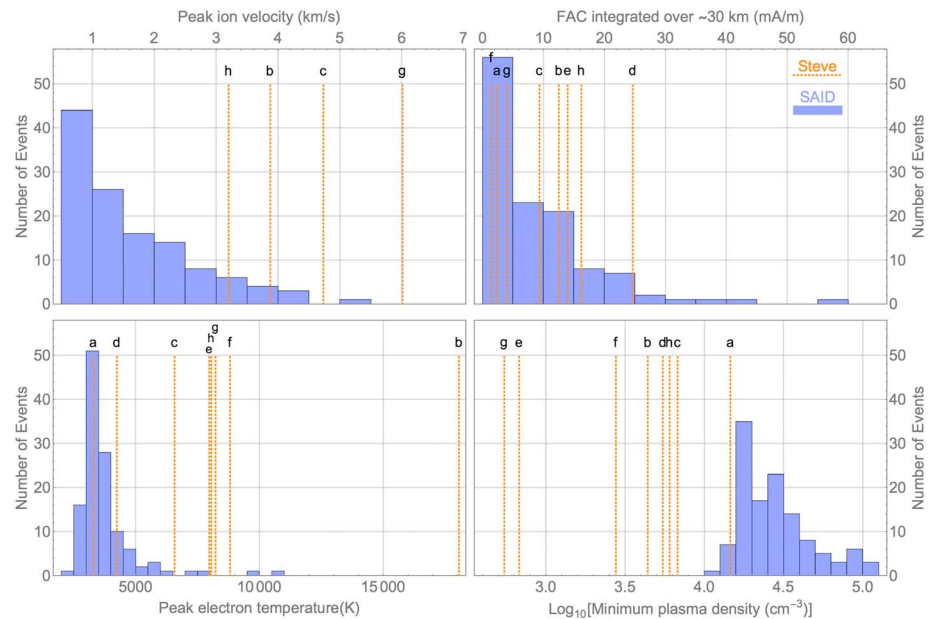 Peak ion velocity (km/s)
FAC integrated over ~30 km (mA/m)
1 2 3 4 5 6 7
0 10 20 30 40 50 60
Number of Events
50
40
30
20
10
0
h b c g
f
a g c b e h d
Steve
SAID
50
40
30
20
10
0
Number of Events
Number of Events
50
40
30
20
10
0
a d c e h g f b
g e f b d h c a
50
40
30
20
10
0
Number of Events
5000 10000 15000
3.0 3.5 4.0 4.5 5.0
Peak electron temperature(K)
Log₁₀[Minimum plasma density (cm⁻³)]